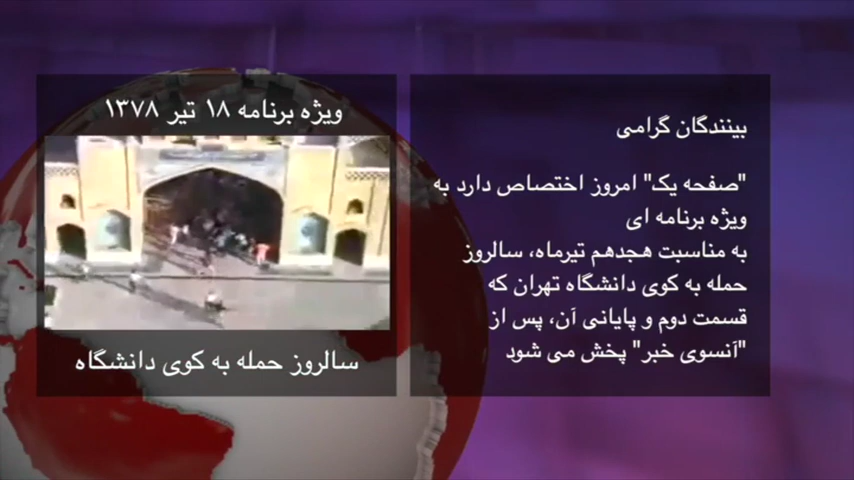 بینندگان گرامی
"صفحه یک" امروز اختصاص دارد به
ویژه برنامه ای
به مناسبت هجدهم تیرماه، سالروز
حمله به کوی دانشگاه تهران که
قسمت دوم و پایانی آن، پس از
"آنسوی خبر" پخش می شود
ویژه برنامه ۱۸ تیر ۱۳۷۸
سالروز حمله به کوی دانشگاه